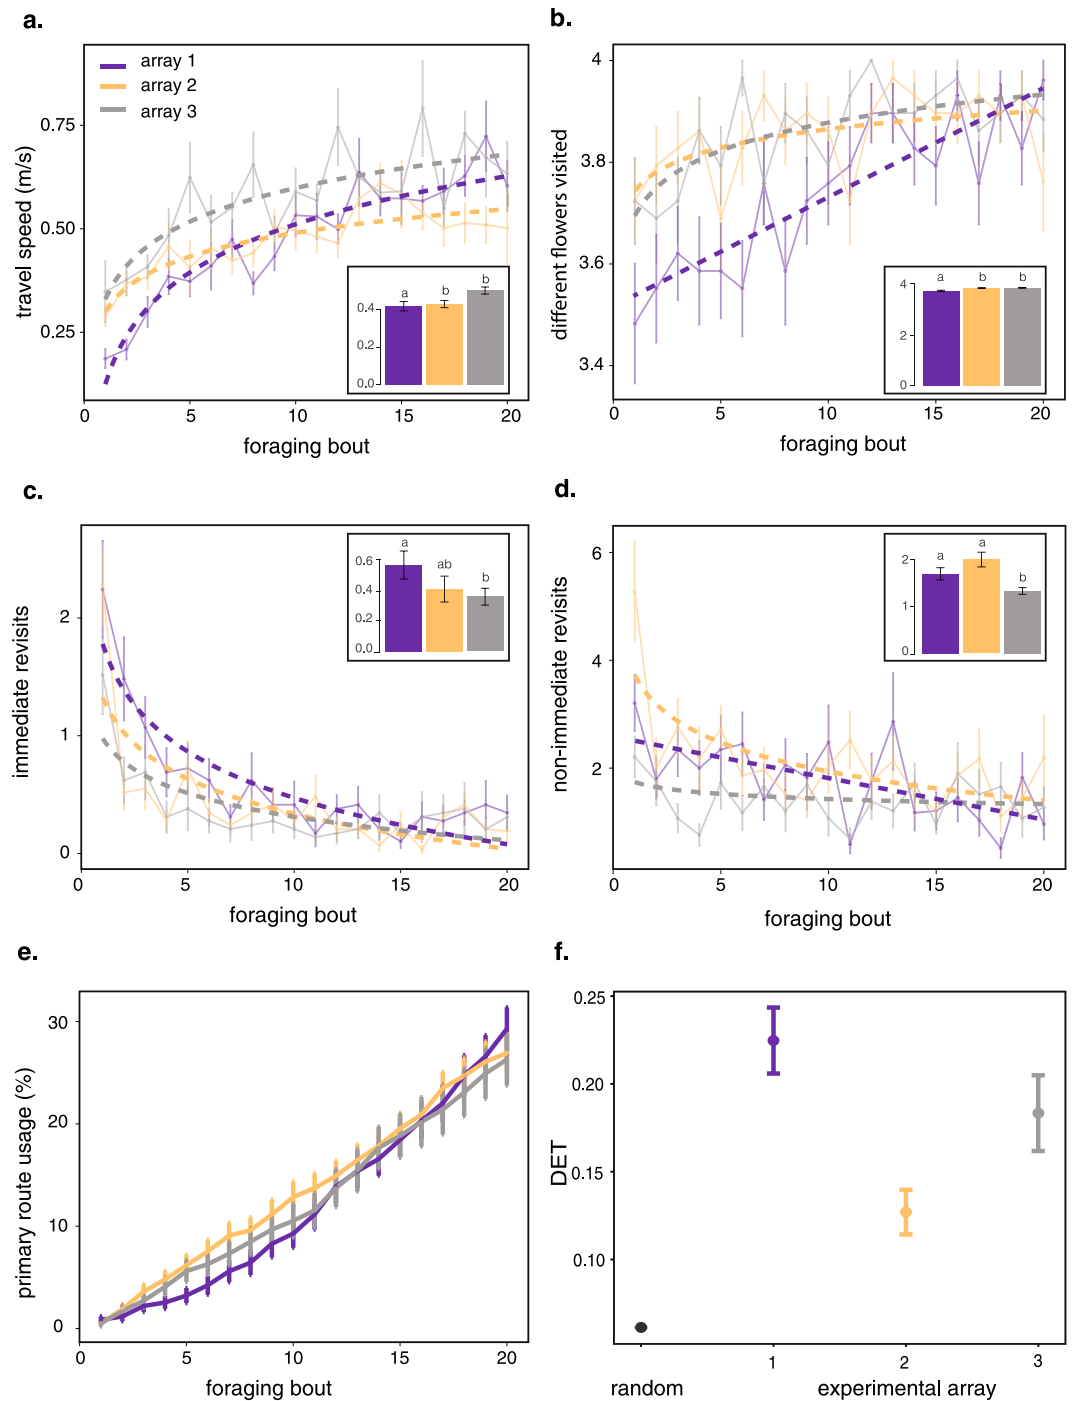 a.
array 1
array 2
array 3
travel speed (m/s)
0.75
0.50
0.25
0
5
10
15
20
foraging bout
0.4
0.2
0.0
a
b
b
b.
different flowers visited
4
3.8
3.6
3.4
0
5
10
15
20
foraging bout
4
2
0
a
b
b
c.
immediate revisits
2
1
0
0
5
10
15
20
foraging bout
0.6
0.4
0.2
0.0
a
ab
b
d.
non-immediate revisits
6
4
2
0
5
10
15
20
foraging bout
2
1
0
a
a
b
e.
primary route usage (%)
30
20
10
0
0
5
10
15
20
foraging bout
f.
DET
0.25
0.20
0.15
0.10
1
2
3
random
experimental array